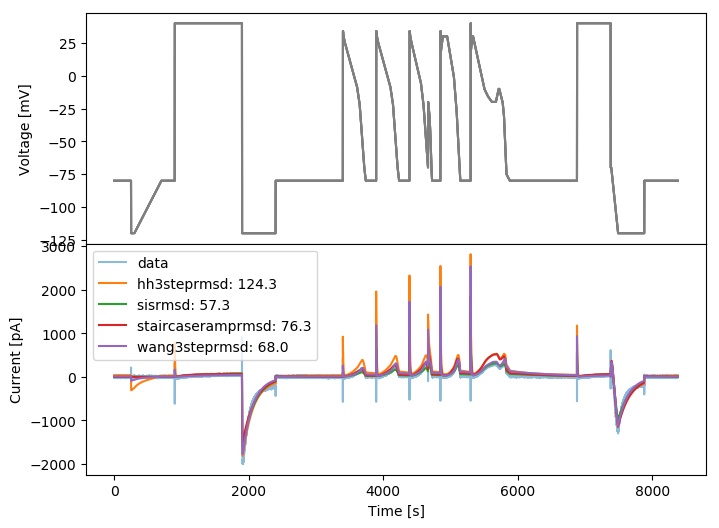 25
0
−25
−50
−75
−100
−125
Voltage [mV]
3000
2000
1000
0
−1000
−2000
Current [pA]
data
hh3steprmsd: 124.3
sisrmsd: 57.3
staircaseramprmsd: 76.3
wang3steprmsd: 68.0
0 2000 4000 6000 8000
Time [s]